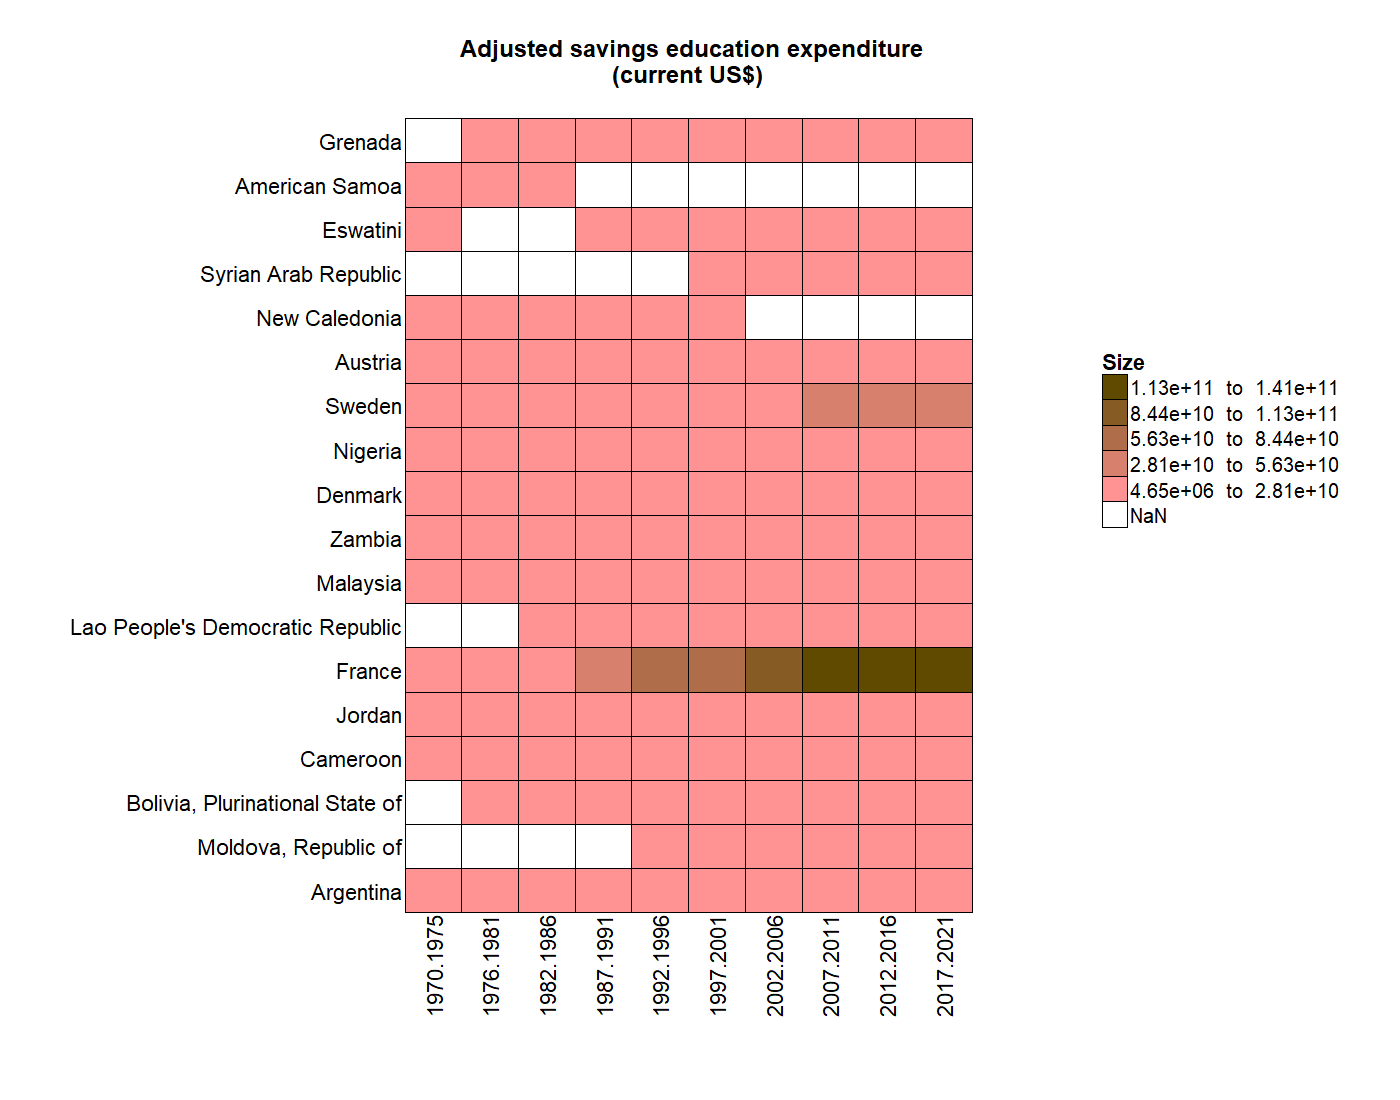 Adjusted savings education expenditure
(current US$)
Grenada
American Samoa
Eswatini
Syrian Arab Republic
New Caledonia
Austria
Sweden
Nigeria
Denmark
Zambia
Malaysia
Lao People's Democratic Republic
France
Jordan
Cameroon
Bolivia, Plurinational State of
Moldova, Republic of
Argentina
1970.1975
1976.1981
1982.1986
1987.1991
1992.1996
1997.2001
2002.2006
2007.2011
2012.2016
2017.2021
Size
1.13e+11 to 1.41e+11
8.44e+10 to 1.13e+11
5.63e+10 to 8.44e+10
2.81e+10 to 5.63e+10
4.65e+06 to 2.81e+10
NaN